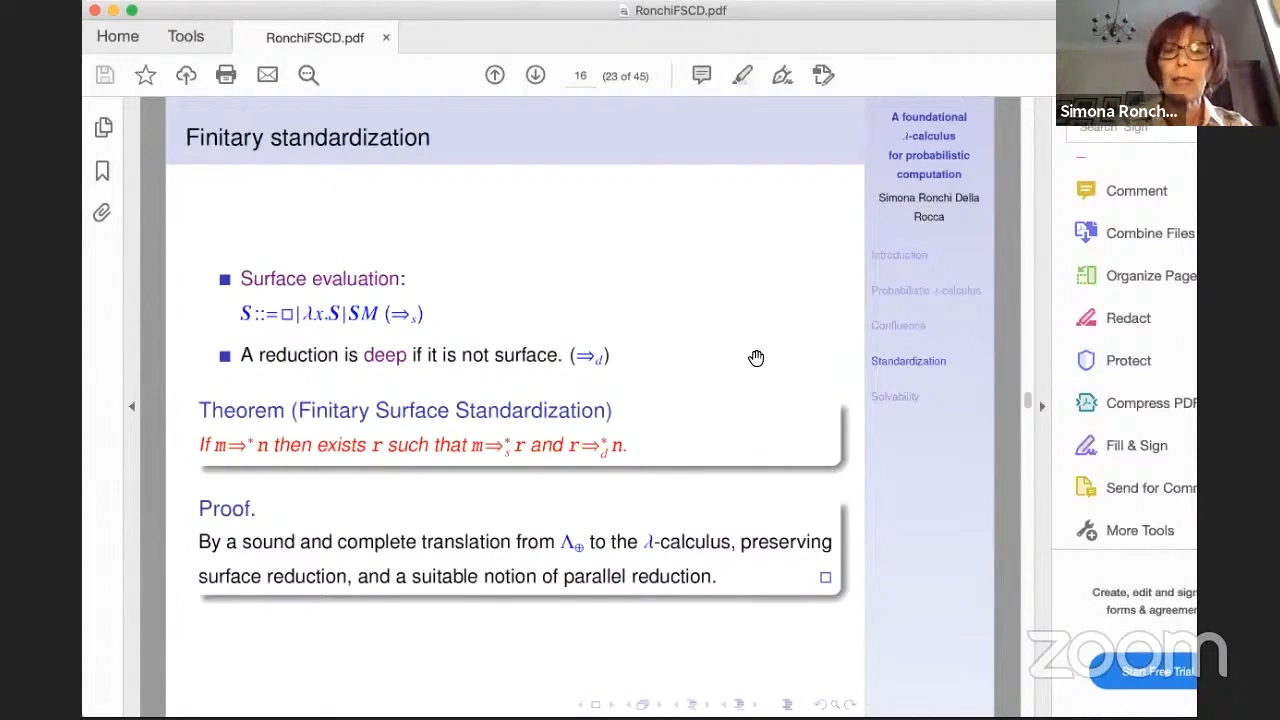 RonchiFSCD.pdf
Home
Tools
RonchiFSCD.pdf ×
16 (23 of 45)
Simona Ronch...
Finitary standardization
Surface evaluation:
S ::= □ | λx.S | SM (⇒s)
A reduction is deep if it is not surface. (⇒d)
Theorem (Finitary Surface Standardization)
If m⇒* n then exists r such that m⇒*s r and r⇒*d n.
Proof.
By a sound and complete translation from Λ⊕ to the λ-calculus, preserving
surface reduction, and a suitable notion of parallel reduction. □
A foundational
λ-calculus
for probabilistic
computation
Simona Ronchi Della
Rocca
Introduction
Probabilistic λ-calculus
Confluence
Standardization
Solvability
Comment
Combine Files
Organize Page
Redact
Protect
Compress PDF
Fill & Sign
Send for Comm
More Tools
Create, edit and sign
forms & agreemen
Start Free Trial
zoom